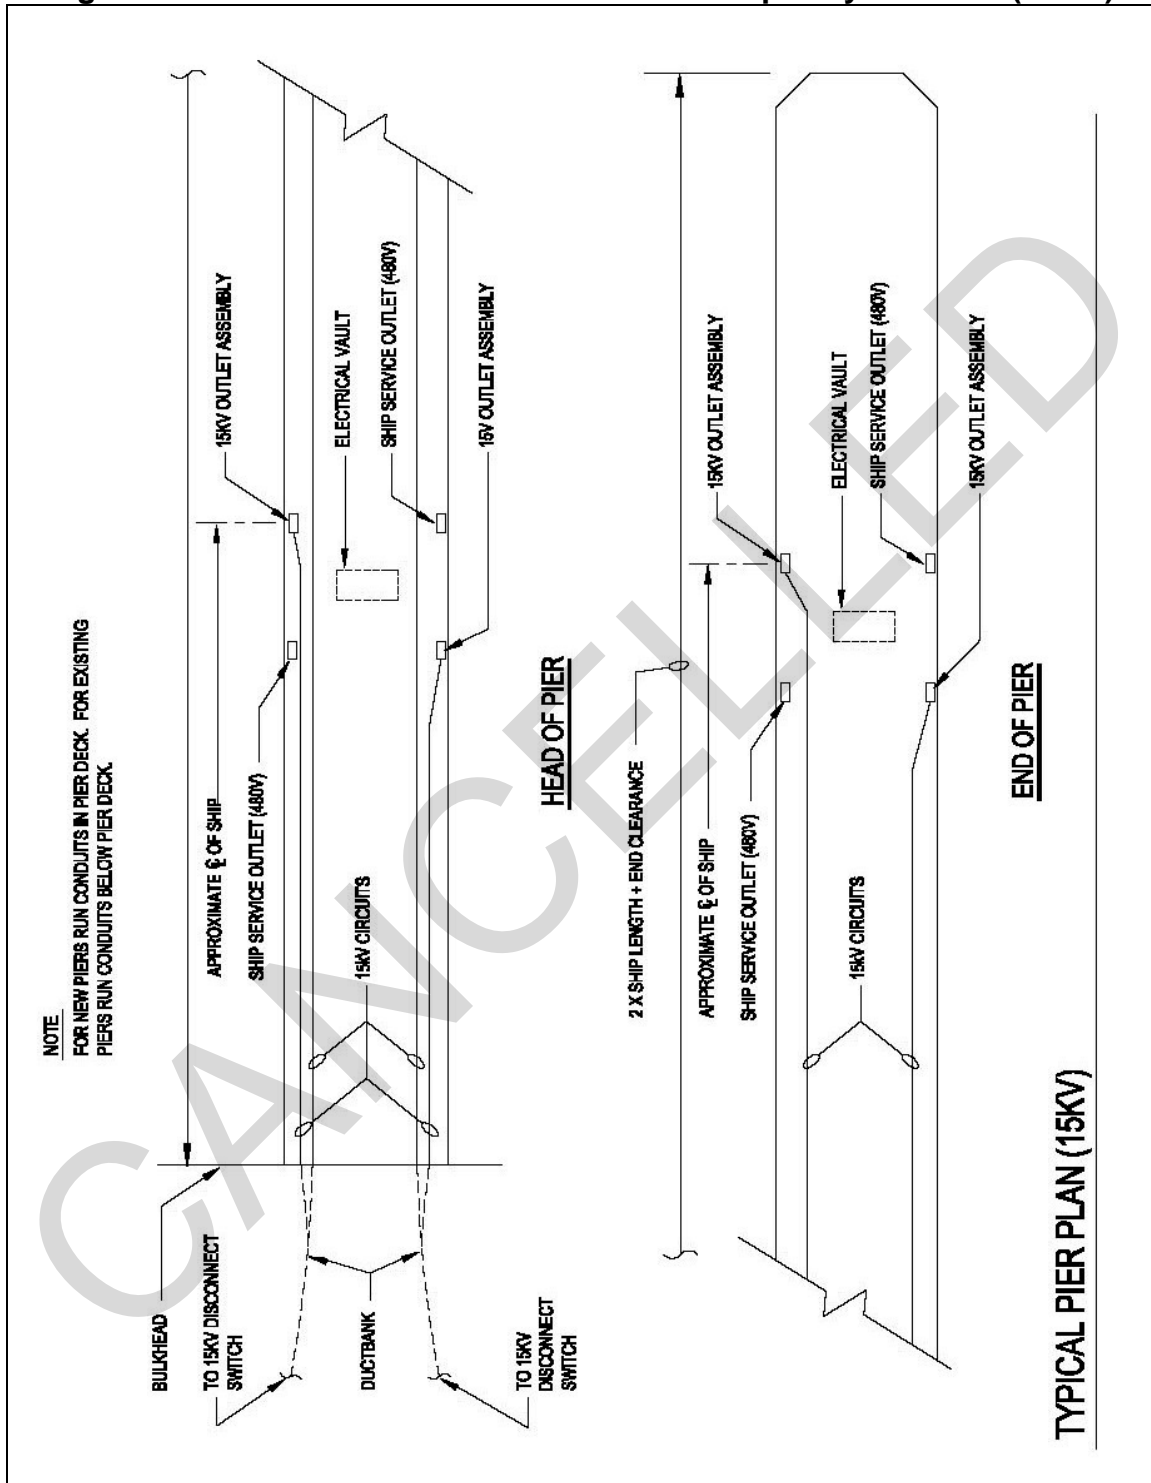 NOTE
FOR NEW PIERS RUN CONDUITS IN PIER DECK. FOR EXISTING
PIERS RUN CONDUITS BELOW PIER DECK.
15KV OUTLET ASSEMBLY
APPROXIMATE ℄ OF SHIP
SHIP SERVICE OUTLET (480V)
ELECTRICAL VAULT
15kV CIRCUITS
SHIP SERVICE OUTLET (480V)
15V OUTLET ASSEMBLY
BULKHEAD
TO 15KV DISCONNECT
SWITCH
DUCTBANK
TO 15KV
DISCONNECT
SWITCH
HEAD OF PIER
2 X SHIP LENGTH + END CLEARANCE
15KV OUTLET ASSEMBLY
APPROXIMATE ℄ OF SHIP
SHIP SERVICE OUTLET (480V)
ELECTRICAL VAULT
15kV CIRCUITS
SHIP SERVICE OUTLET (480V)
15KV OUTLET ASSEMBLY
END OF PIER
TYPICAL PIER PLAN (15KV)
CANCELLED